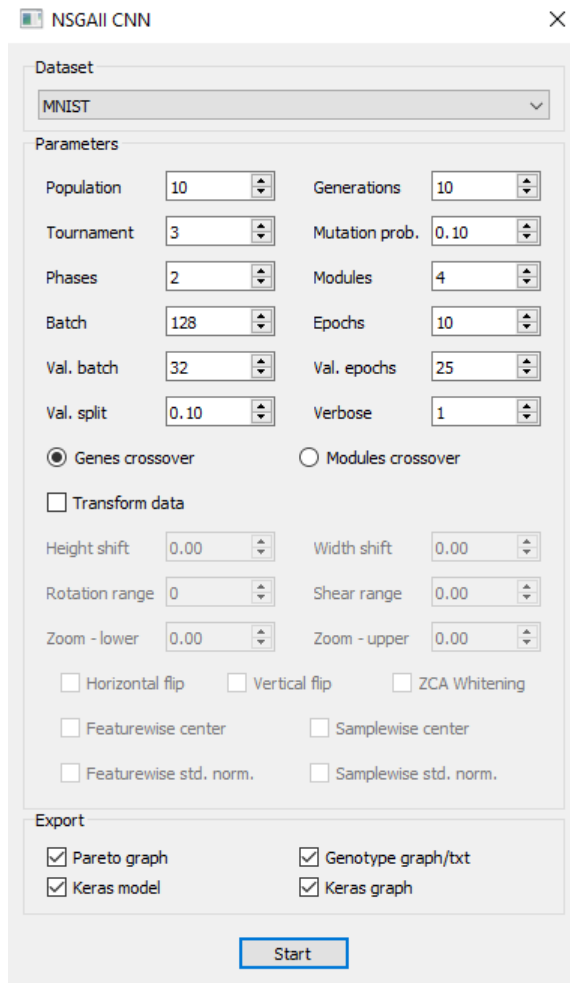 NSGAII CNN
Dataset
MNIST
Parameters
Population 10 Generations 10
Tournament 3 Mutation prob. 0.10
Phases 2 Modules 4
Batch 128 Epochs 10
Val. batch 32 Val. epochs 25
Val. split 0.10 Verbose 1
Genes crossover Modules crossover
Transform data
Height shift 0.00 Width shift 0.00
Rotation range 0 Shear range 0.00
Zoom - lower 0.00 Zoom - upper 0.00
Horizontal flip Vertical flip ZCA Whitening
Featurewise center Samplewise center
Featurewise std. norm. Samplewise std. norm.
Export
Pareto graph Genotype graph/txt
Keras model Keras graph
Start